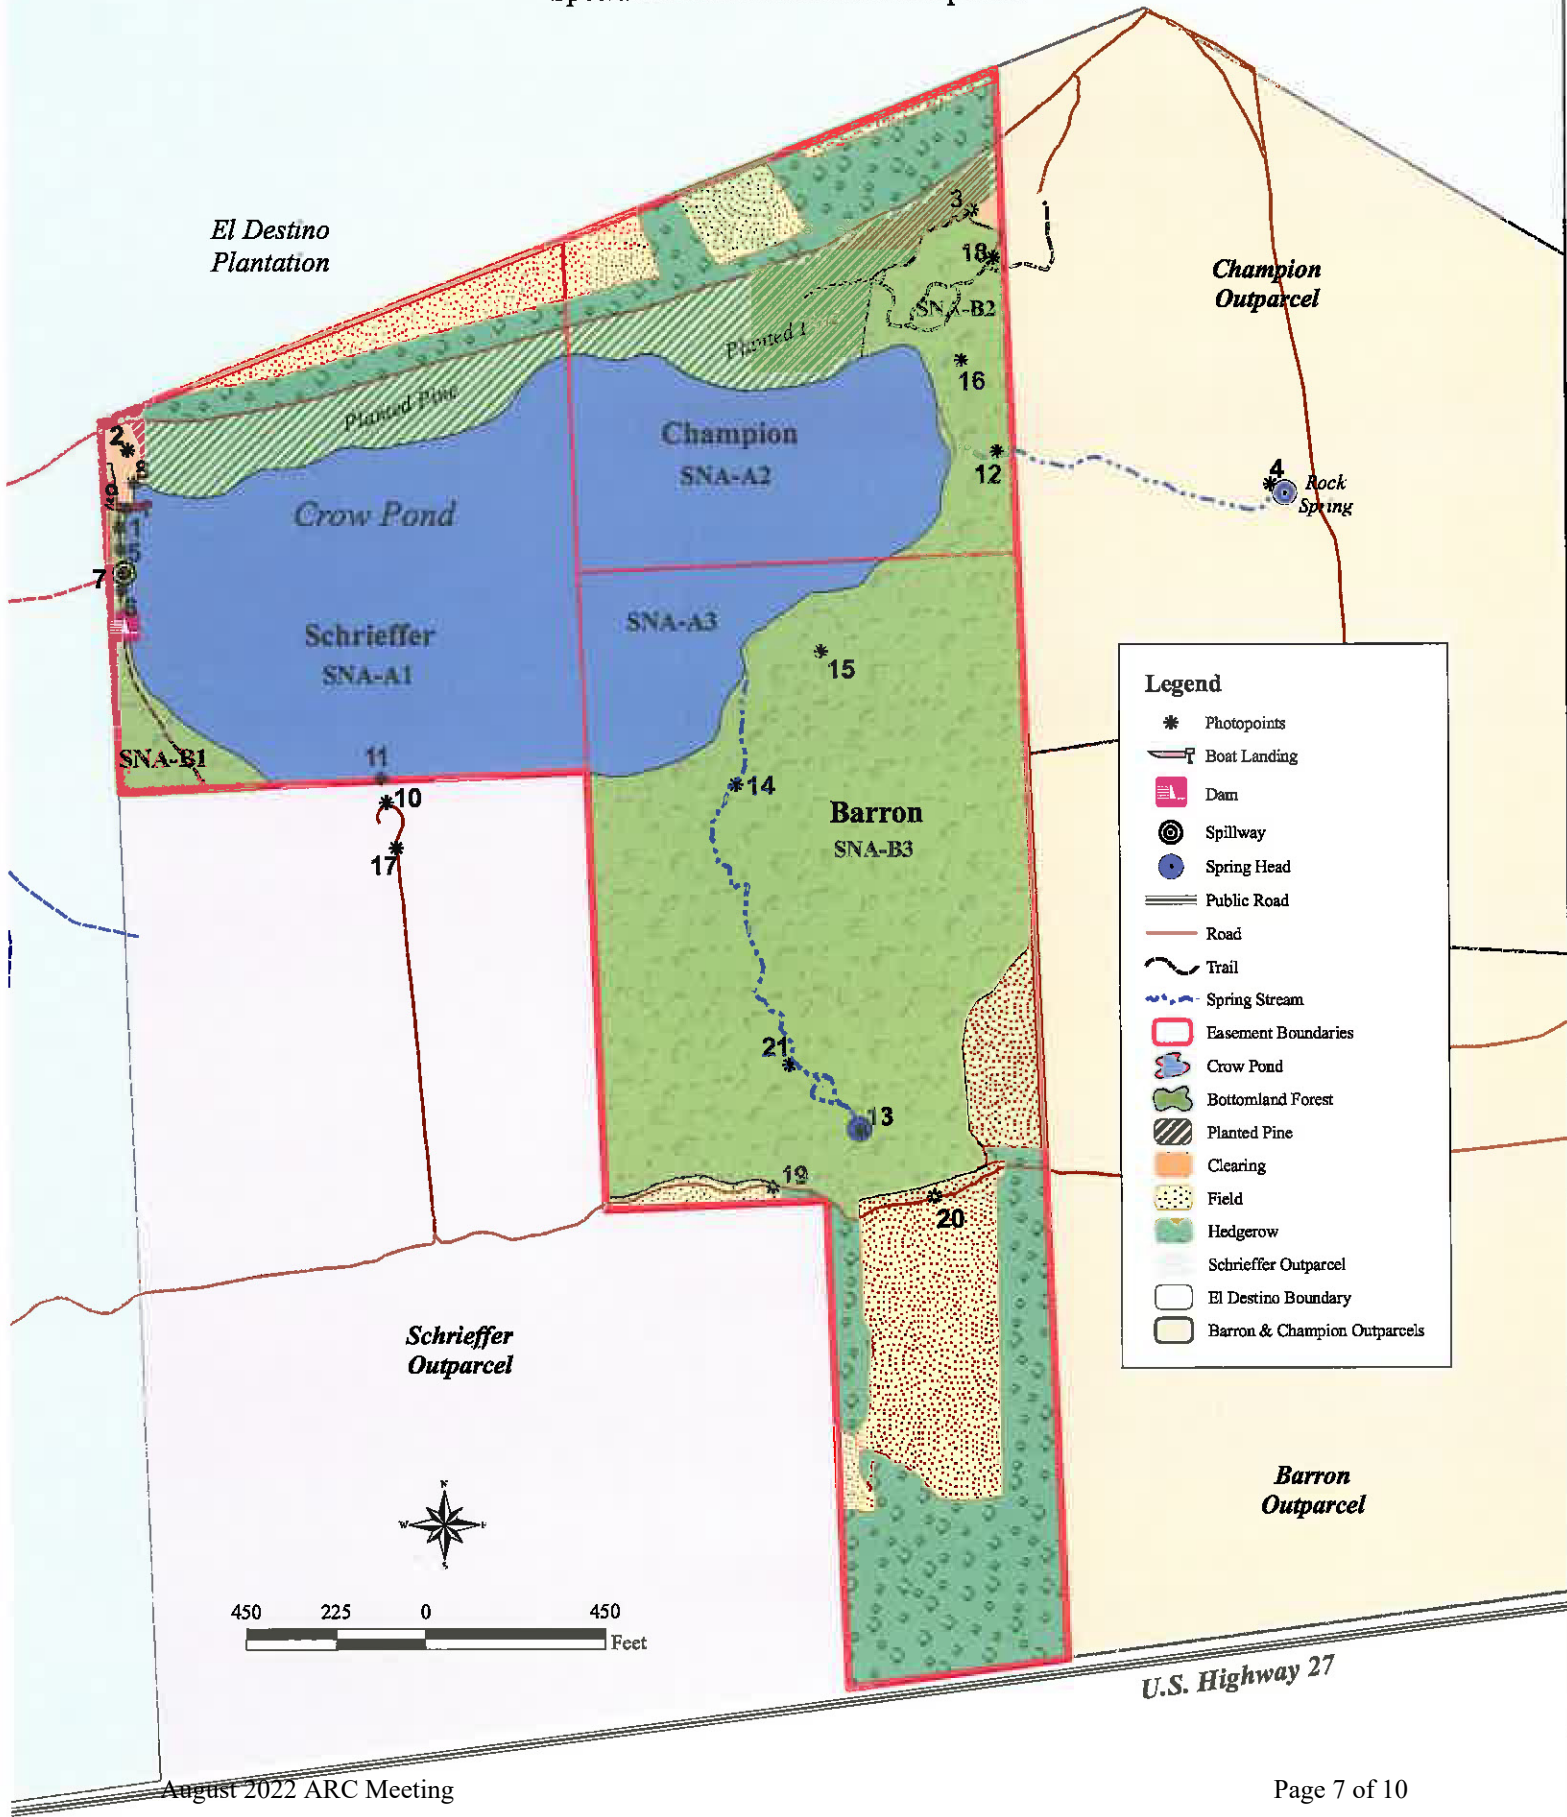 El Destino
Plantation
3
18
Champion
Outparcel
SNA-B2
Planted
16
Planted Pine
2
8
9
Champion
SNA-A2
12
4
Rock
Spring
Crow Pond
1
5
7
6
SNA-A3
Schrieffer
SNA-A1
15
SNA-B1
11
10
14
17
Barron
SNA-B3
21
13
19
20
Legend
Photopoints
Boat Landing
Dam
Spillway
Spring Head
Public Road
Road
Trail
Spring Stream
Easement Boundaries
Crow Pond
Bottomland Forest
Planted Pine
Clearing
Field
Hedgerow
Schrieffer Outparcel
El Destino Boundary
Barron & Champion Outparcels
Schrieffer
Outparcel
Barron
Outparcel
N
W
E
S
450 225 0 450
Feet
U.S. Highway 27
August 2022 ARC Meeting
Page 7 of 10